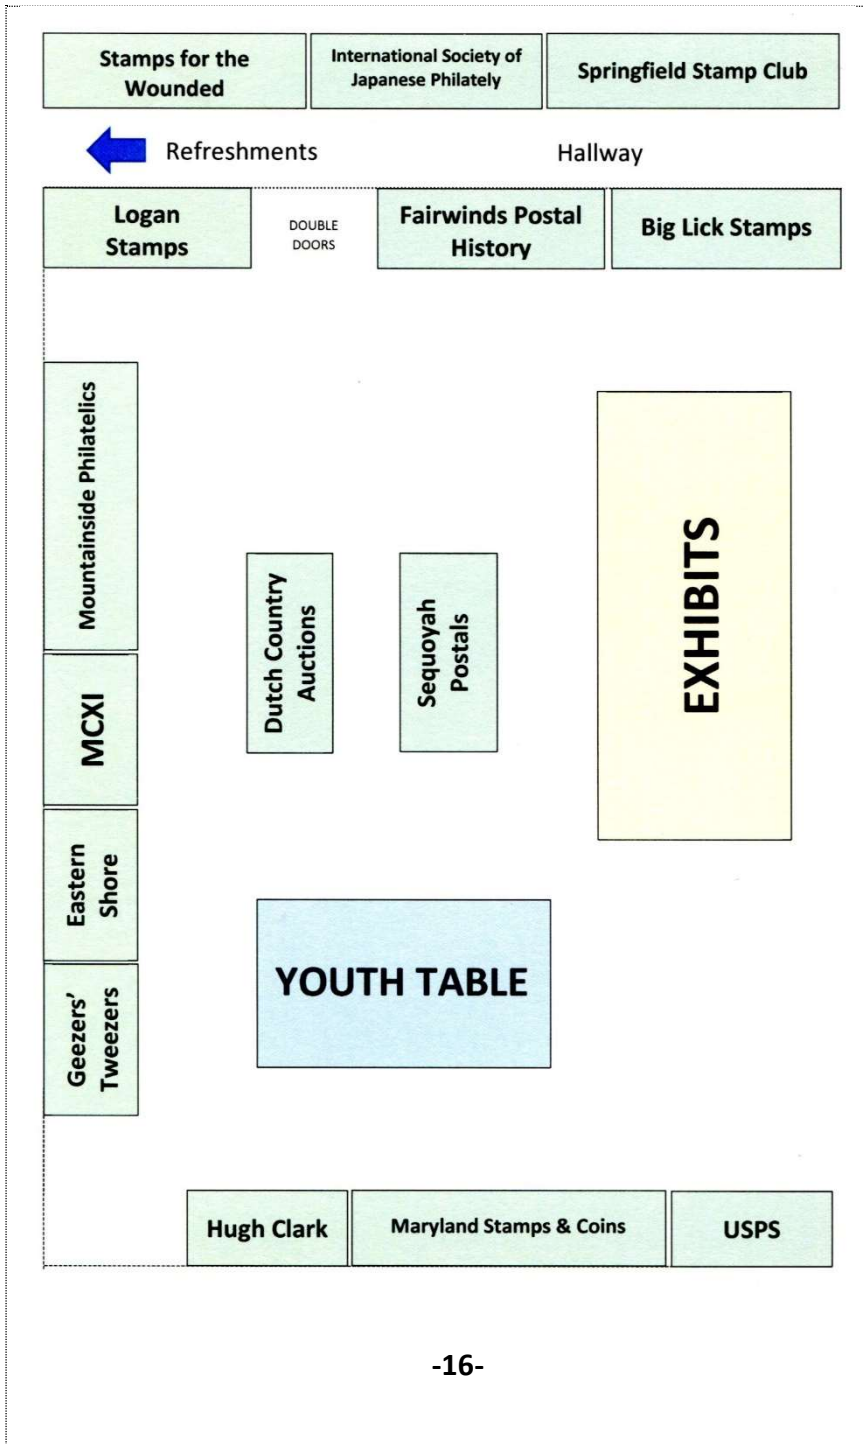 Stamps for the
Wounded
International Society of
Japanese Philately
Springfield Stamp Club
Refreshments
Hallway
Logan
Stamps
DOUBLE
DOORS
Fairwinds Postal
History
Big Lick Stamps
Mountainside Philatelics
MCXI
Eastern
Shore
Geezers'
Tweezers
Dutch Country
Auctions
Sequoyah
Postals
EXHIBITS
YOUTH TABLE
Hugh Clark
Maryland Stamps & Coins
USPS
-16-